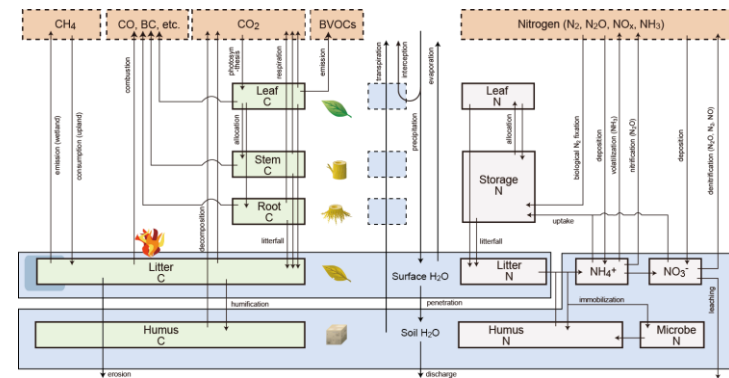 CH₄
CO, BC, etc.
CO₂
BVOCs
Nitrogen (N₂, N₂O, NOₓ, NH₃)
emission (wetland)
consumption (upland)
combustion
decomposition
photosyn
-thesis
respiration
emission
transpiration
interception
precipitation
evaporation
biological N₂ fixation
deposition
volatilization (NH₃)
nitrification (N₂O)
deposition
denitrification (N₂O, N₂, NO)
Leaf
C
allocation
Stem
C
Root
C
litterfall
Leaf
N
allocation
Storage
N
uptake
litterfall
Litter
C
Surface H₂O
Litter
N
NH₄⁺
NO₃⁻
humification
penetration
immobilization
leaching
Humus
C
Soil H₂O
Humus
N
Microbe
N
erosion
discharge